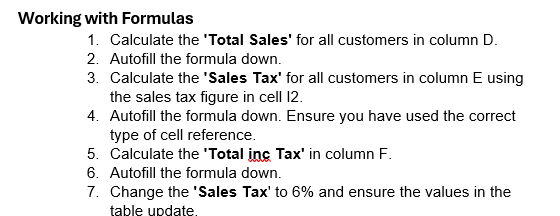 Working with Formulas
1. Calculate the 'Total Sales' for all customers in column D.
2. Autofill the formula down.
3. Calculate the 'Sales Tax' for all customers in column E using
the sales tax figure in cell I2.
4. Autofill the formula down. Ensure you have used the correct
type of cell reference.
5. Calculate the 'Total inc Tax' in column F.
6. Autofill the formula down.
7. Change the 'Sales Tax' to 6% and ensure the values in the
table update.